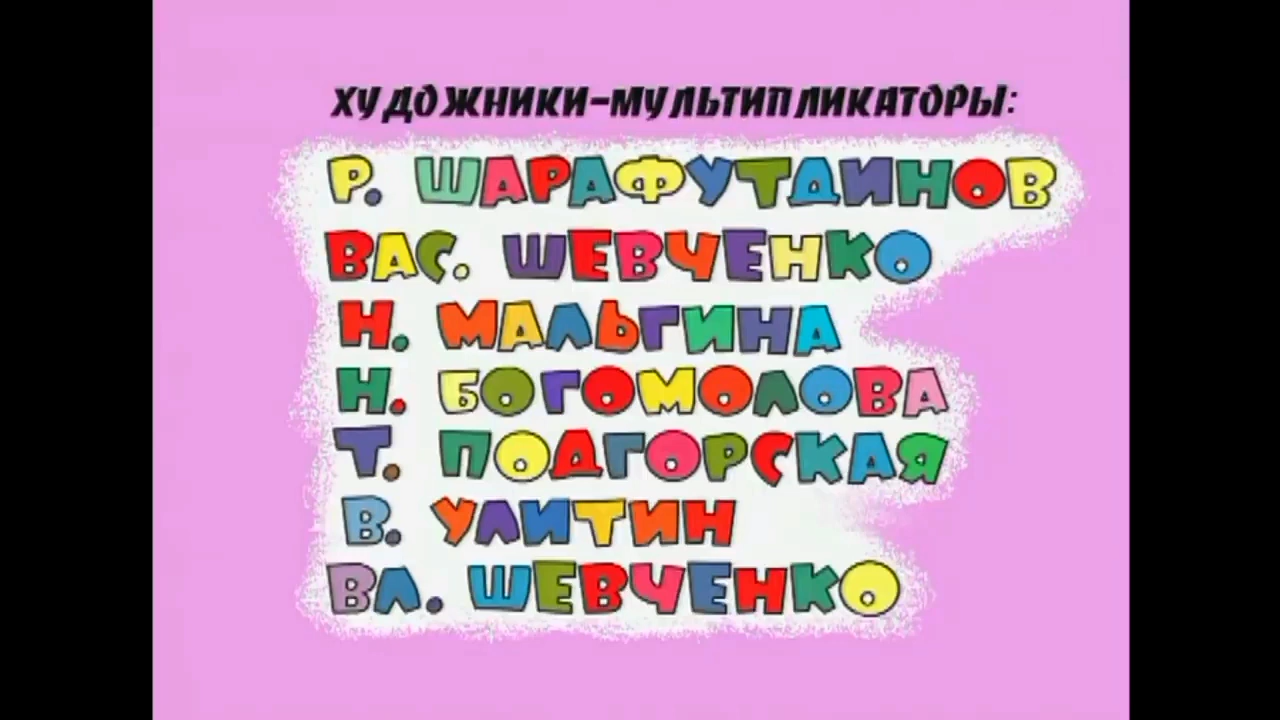 ХУДОЖНИКИ-МУЛЬТИПЛИКАТОРЫ:
Р. ШАРАФУТДИНОВ
ВАС. ШЕВЧЕНКО
Н. МАЛЬГИНА
Н. БОГОМОЛОВА
Т. ПОДГОРСКАЯ
В. УЛИТИН
ВЛ. ШЕВЧЕНКО